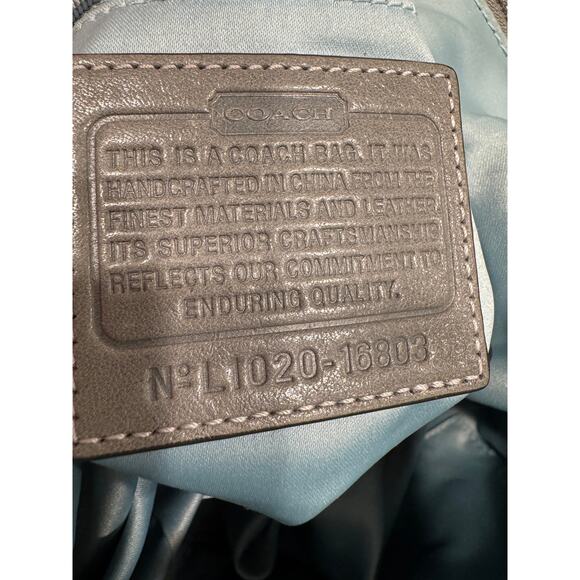 COACH
THIS IS A COACH BAG. IT WAS
HANDCRAFTED IN CHINA FROM THE
FINEST MATERIALS AND LEATHER.
ITS SUPERIOR CRAFTSMANSHIP
REFLECTS OUR COMMITMENT TO
ENDURING QUALITY.
Nº L1020-16803